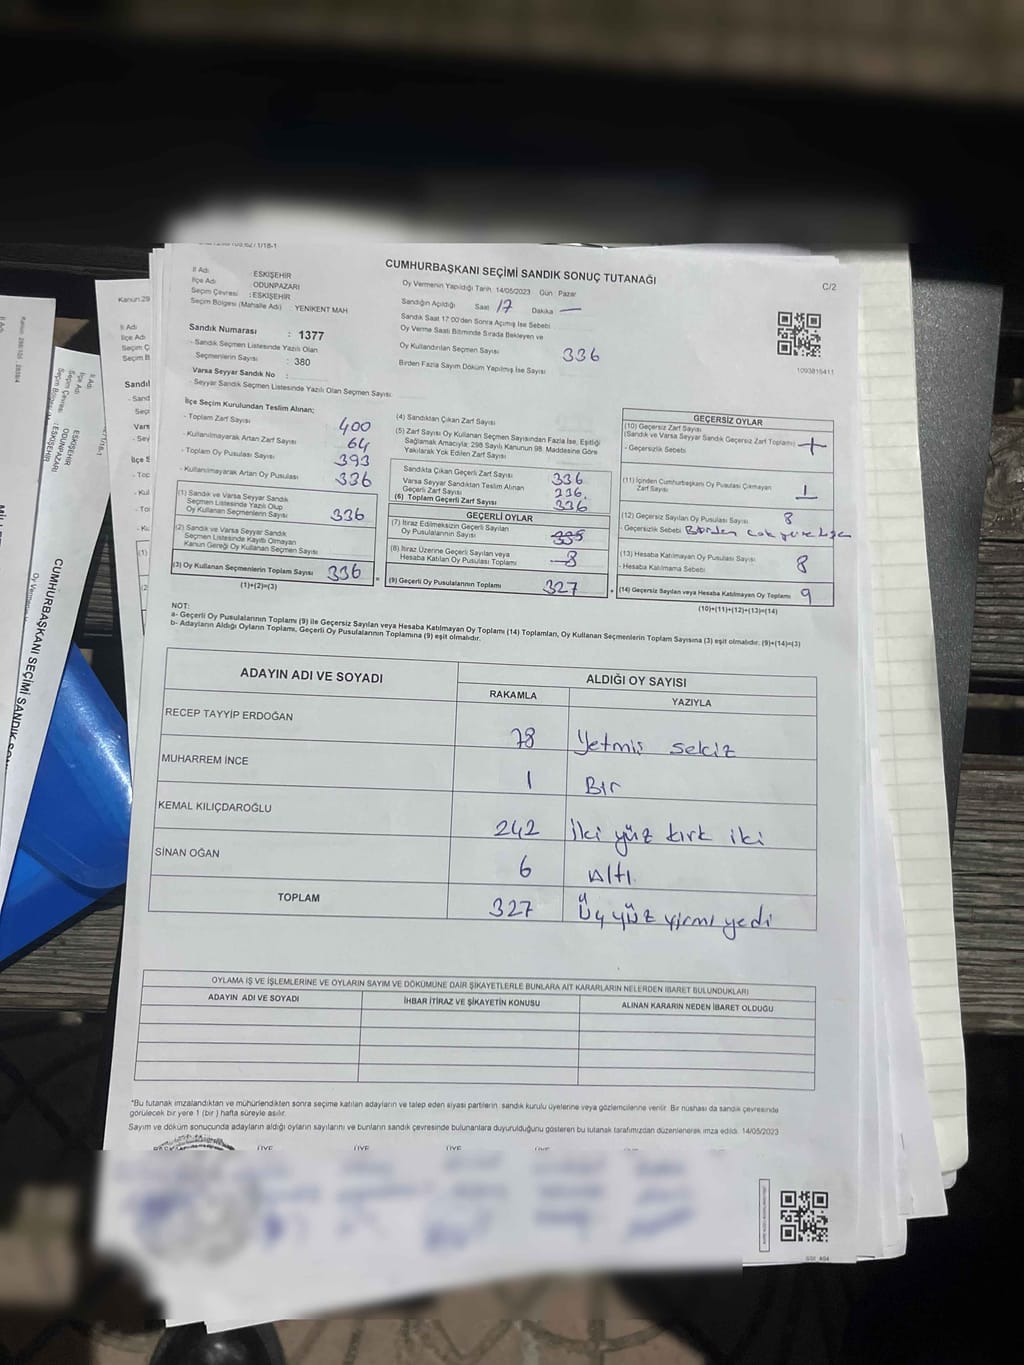 CUMHURBAŞKANI SEÇİMİ SANDIK SONUÇ TUTANAĞI
C/2
İl Adı : ESKİŞEHİR
İlçe Adı : ODUNPAZARI
Seçim Çevresi : ESKİŞEHİR
Seçim Bölgesi (Mahalle Adı) : YENİKENT MAH
Sandık Numarası : 1377
- Sandık Seçmen Listesinde Yazılı Olan
Seçmenlerin Sayısı : 380
Varsa Seyyar Sandık No :
- Seyyar Sandık Seçmen Listesinde Yazılı Olan Seçmen Sayısı:
Oy Vermenin Yapıldığı Tarih: 14/05/2023 Gün : Pazar
Sandığın Açıldığı Saat 17 Dakika —
Sandık Saat 17:00'den Sonra Açılmış İse Sebebi
Oy Verme Saati Bitiminde Sırada Bekleyen ve
Oy Kullandırılan Seçmen Sayısı 336
Birden Fazla Sayım Döküm Yapılmış İse Sayısı
1093815411
İlçe Seçim Kurulundan Teslim Alınan;
- Toplam Zarf Sayısı 400
- Kullanılmayarak Artan Zarf Sayısı 64
- Toplam Oy Pusulası Sayısı 393
- Kullanılmayarak Artan Oy Pusulası 336
(1) Sandık ve Varsa Seyyar Sandık
Seçmen Listesinde Yazılı Olup
Oy Kullanan Seçmenlerin Sayısı 336
(2) Sandık ve Varsa Seyyar Sandık
Seçmen Listesinde Kayıtlı Olmayan
Kanun Gereği Oy Kullanan Seçmen Sayısı
(3) Oy Kullanan Seçmenlerin Toplam Sayısı 336
(1)+(2)=(3)
(4) Sandıktan Çıkan Zarf Sayısı
(5) Zarf Sayısı Oy Kullanan Seçmen Sayısından Fazla İse, Eşitliği
Sağlamak Amacıyla; 298 Sayılı Kanunun 98. Maddesine Göre
Yakılarak Yok Edilen Zarf Sayısı
Sandıkta Çıkan Geçerli Zarf Sayısı 336
Varsa Seyyar Sandıktan Teslim Alınan
Geçerli Zarf Sayısı
(6) Toplam Geçerli Zarf Sayısı 336
GEÇERLİ OYLAR
(7) İtiraz Edilmeksizin Geçerli Sayılan
Oy Pusulalarının Sayısı
(8) İtiraz Üzerine Geçerli Sayılan veya
Hesaba Katılan Oy Pusulası Toplamı
(9) Geçerli Oy Pusulalarının Toplamı 327
GEÇERSİZ OYLAR
(10) Geçersiz Zarf Sayısı
(Sandık ve Varsa Seyyar Sandık Geçersiz Zarf Toplamı)
- Geçersizlik Sebebi
(11) İçinden Cumhurbaşkanı Oy Pusulası Çıkmayan
Zarf Sayısı 1
(12) Geçersiz Sayılan Oy Pusulası Sayısı 8
- Geçersizlik Sebebi Birden
(13) Hesaba Katılmayan Oy Pusulası Sayısı 8
- Hesaba Katılmama Sebebi
(14) Geçersiz Sayılan veya Hesaba Katılmayan Oy Toplamı 9
(10)+(11)+(12)+(13)=(14)
NOT:
a- Geçerli Oy Pusulalarının Toplamı (9) ile Geçersiz Sayılan veya Hesaba Katılmayan Oy Toplamı (14) Toplamları, Oy Kullanan Seçmenlerin Toplam Sayısına (3) eşit olmalıdır. (9)+(14)=(3)
b- Adayların Aldığı Oyların Toplamı, Geçerli Oy Pusulalarının Toplamına (9) eşit olmalıdır.
ADAYIN ADI VE SOYADI
ALDIĞI OY SAYISI
RAKAMLA YAZIYLA
RECEP TAYYİP ERDOĞAN 78 Yetmiş sekiz
MUHARREM İNCE 1 Bir
KEMAL KILIÇDAROĞLU 242 İki yüz kırk iki
SİNAN OĞAN 6 Altı
TOPLAM 327 Üç yüz yirmi yedi
OYLAMA İŞ VE İŞLEMLERİNE VE OYLARIN SAYIM VE DÖKÜMÜNE DAİR ŞİKAYETLERLE BUNLARA AİT KARARLARIN NELERDEN İBARET BULUNDUKLARI
ADAYIN ADI VE SOYADI İHBAR İTİRAZ VE ŞİKAYETİN KONUSU ALINAN KARARIN NEDEN İBARET OLDUĞU
*Bu tutanak imzalandıktan ve mühürlendikten sonra seçime katılan adayların ve talep eden siyasi partilerin sandık kurulu üyelerine veya gözlemcilerine verilir. Bir nüshası da sandık çevresinde
görülecek bir yere 1 (bir) hafta süreyle asılır.
Sayım ve döküm sonucunda adayların aldığı oyların sayılarını ve bunların sandık çevresinde bulunanlara duyurulduğunu gösteren bu tutanak tarafımızdan düzenlenerek imza edildi. 14/05/2023
ÜYE ÜYE ÜYE ÜYE